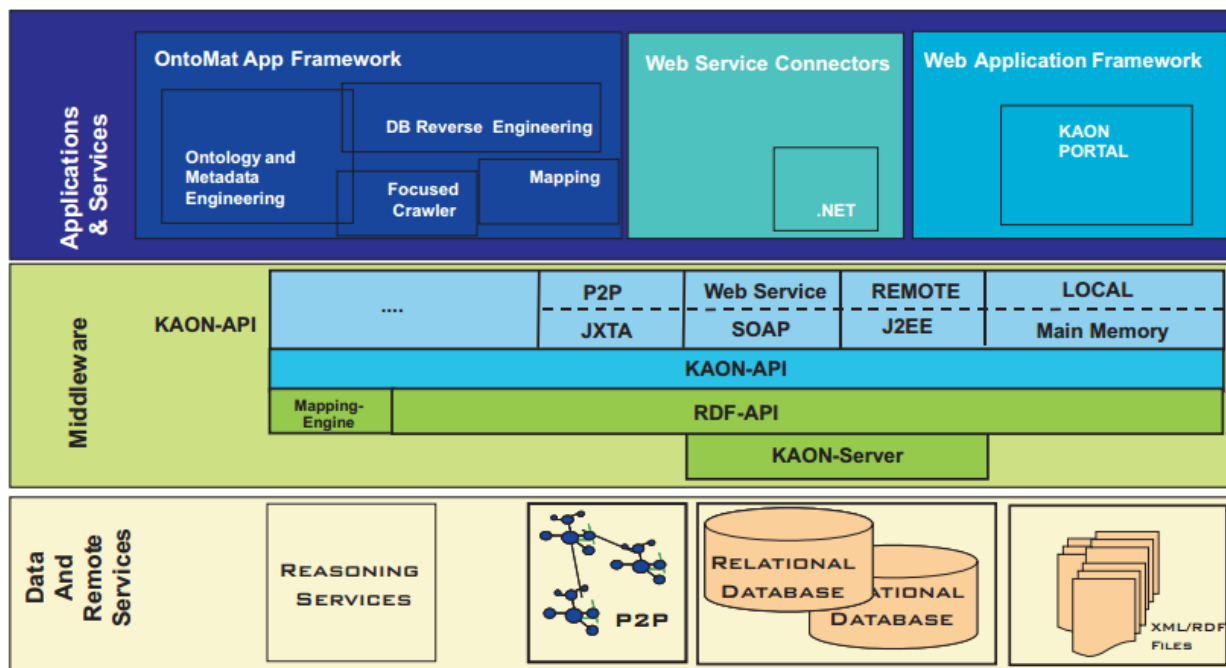 Applications
& Services
OntoMat App Framework
DB Reverse Engineering
Ontology and
Metadata
Engineering
Focused
Crawler
Mapping
Web Service Connectors
.NET
Web Application Framework
KAON
PORTAL
Middleware
KAON-API
....
P2P
JXTA
Web Service
SOAP
REMOTE
J2EE
LOCAL
Main Memory
KAON-API
Mapping-
Engine
RDF-API
KAON-Server
Data
And
Remote
Services
REASONING
SERVICES
P2P
RELATIONAL
DATABASE
ATIONAL
DATABASE
XML/RDF
FILES